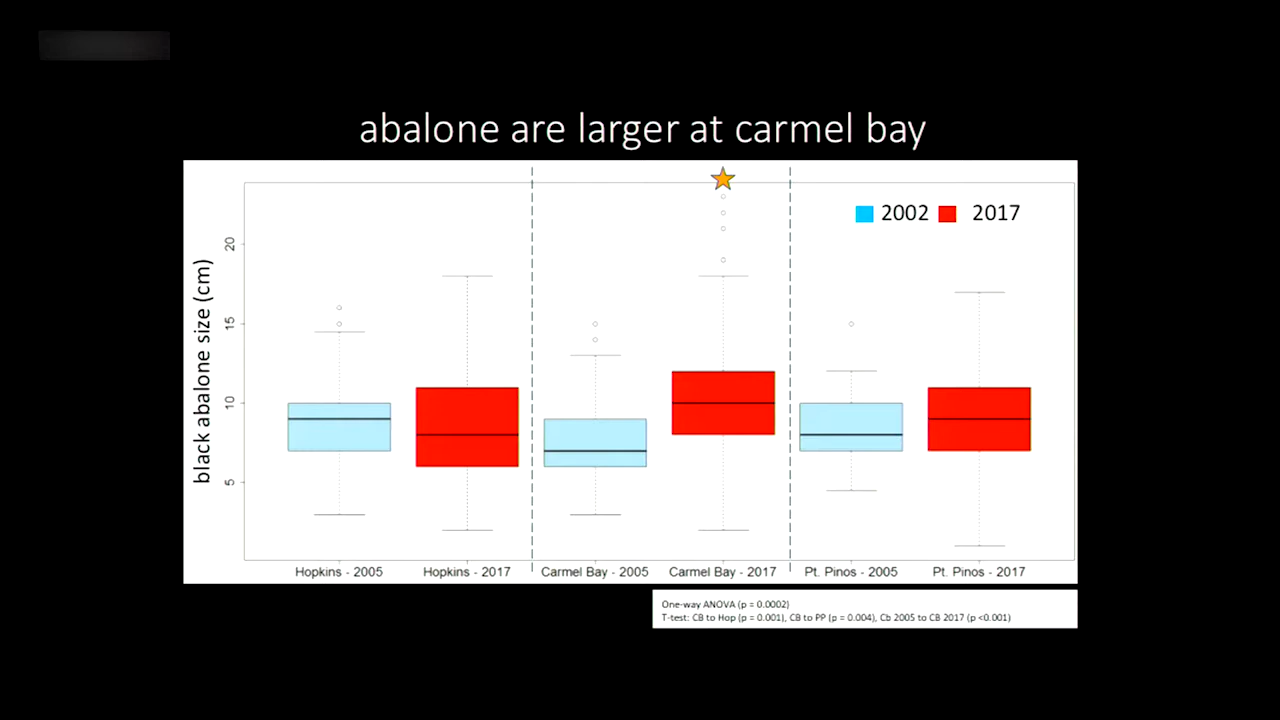 abalone are larger at carmel bay
2002 2017
black abalone size (cm)
20
15
10
5
Hopkins - 2005 Hopkins - 2017 Carmel Bay - 2005 Carmel Bay - 2017 Pt. Pinos - 2005 Pt. Pinos - 2017
One-way ANOVA (p = 0.0002)
T-test: CB to Hop (p = 0.001), CB to PP (p = 0.004), Cb 2005 to CB 2017 (p <0.001)